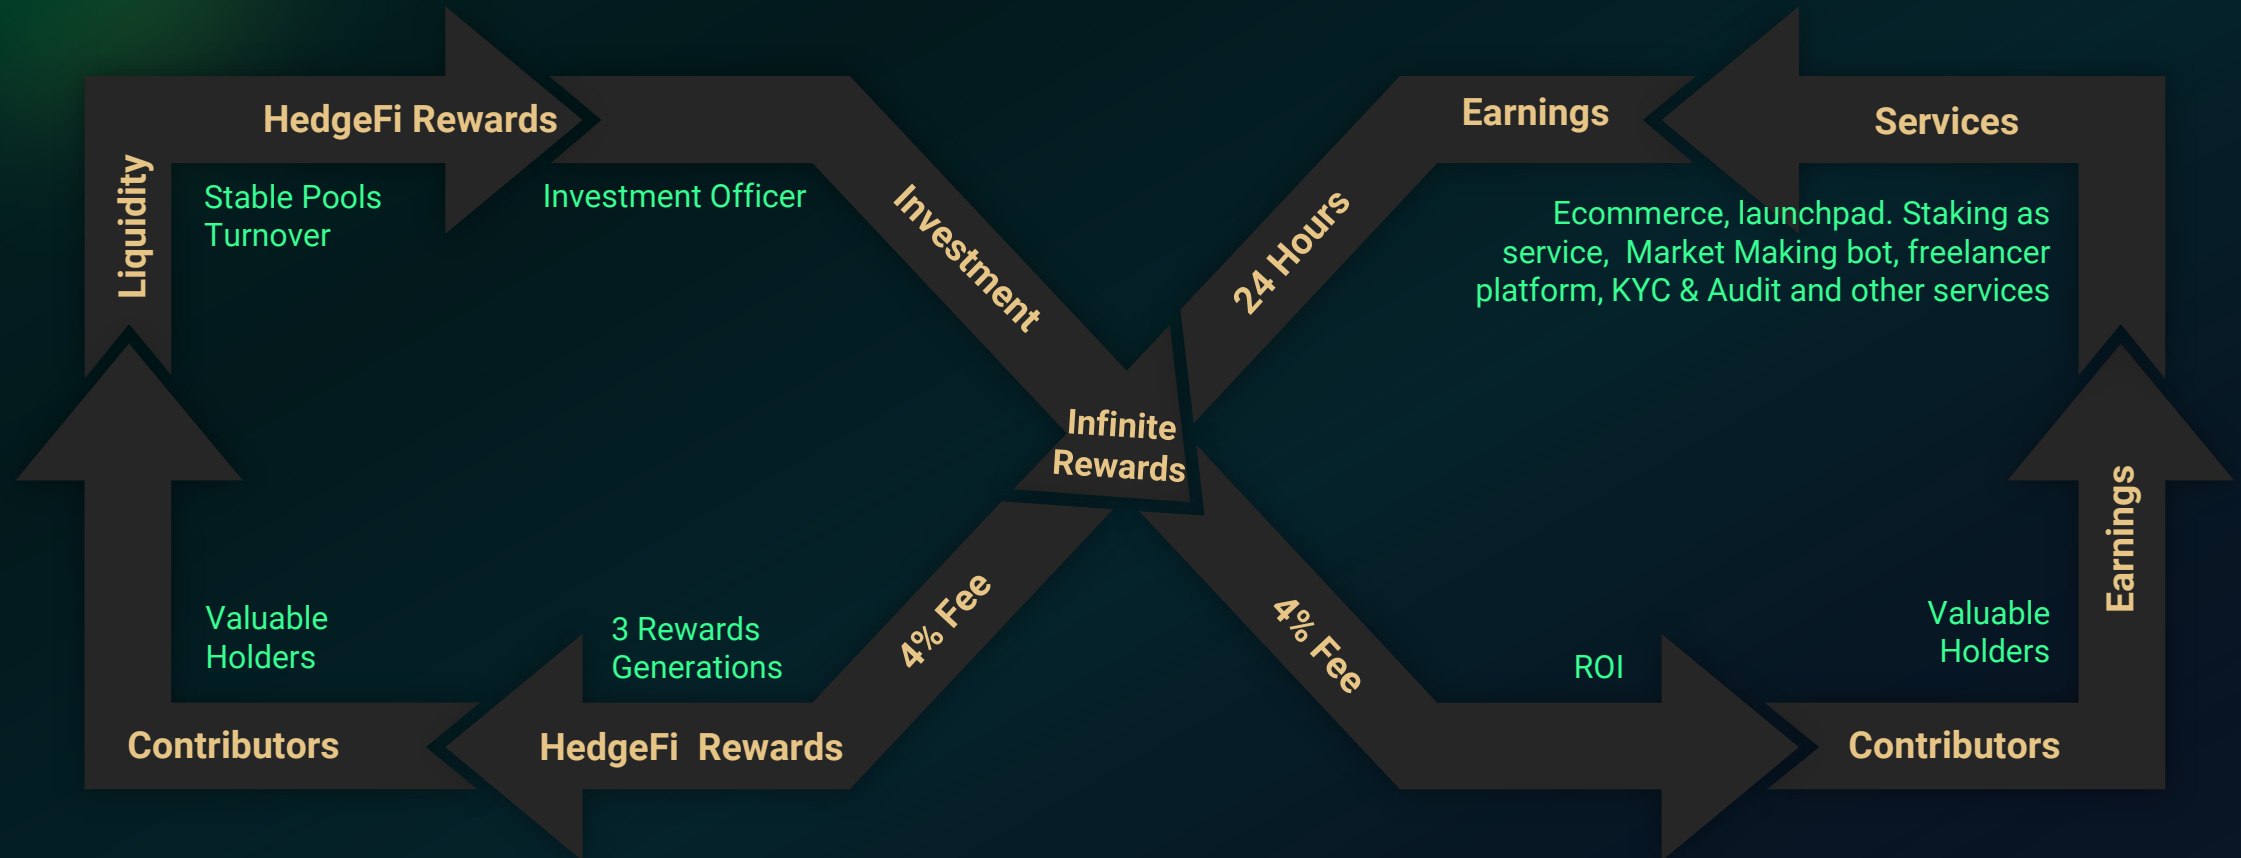 HedgeFi Rewards
Liquidity
Stable Pools
Turnover
Investment Officer
Investment
24 Hours
Earnings
Services
Ecommerce, launchpad. Staking as
service,  Market Making bot, freelancer
platform, KYC & Audit and other services
Infinite
Rewards
4% Fee
3 Rewards
Generations
HedgeFi  Rewards
Valuable
Holders
Contributors
4% Fee
ROI
Valuable
Holders
Contributors
Earnings